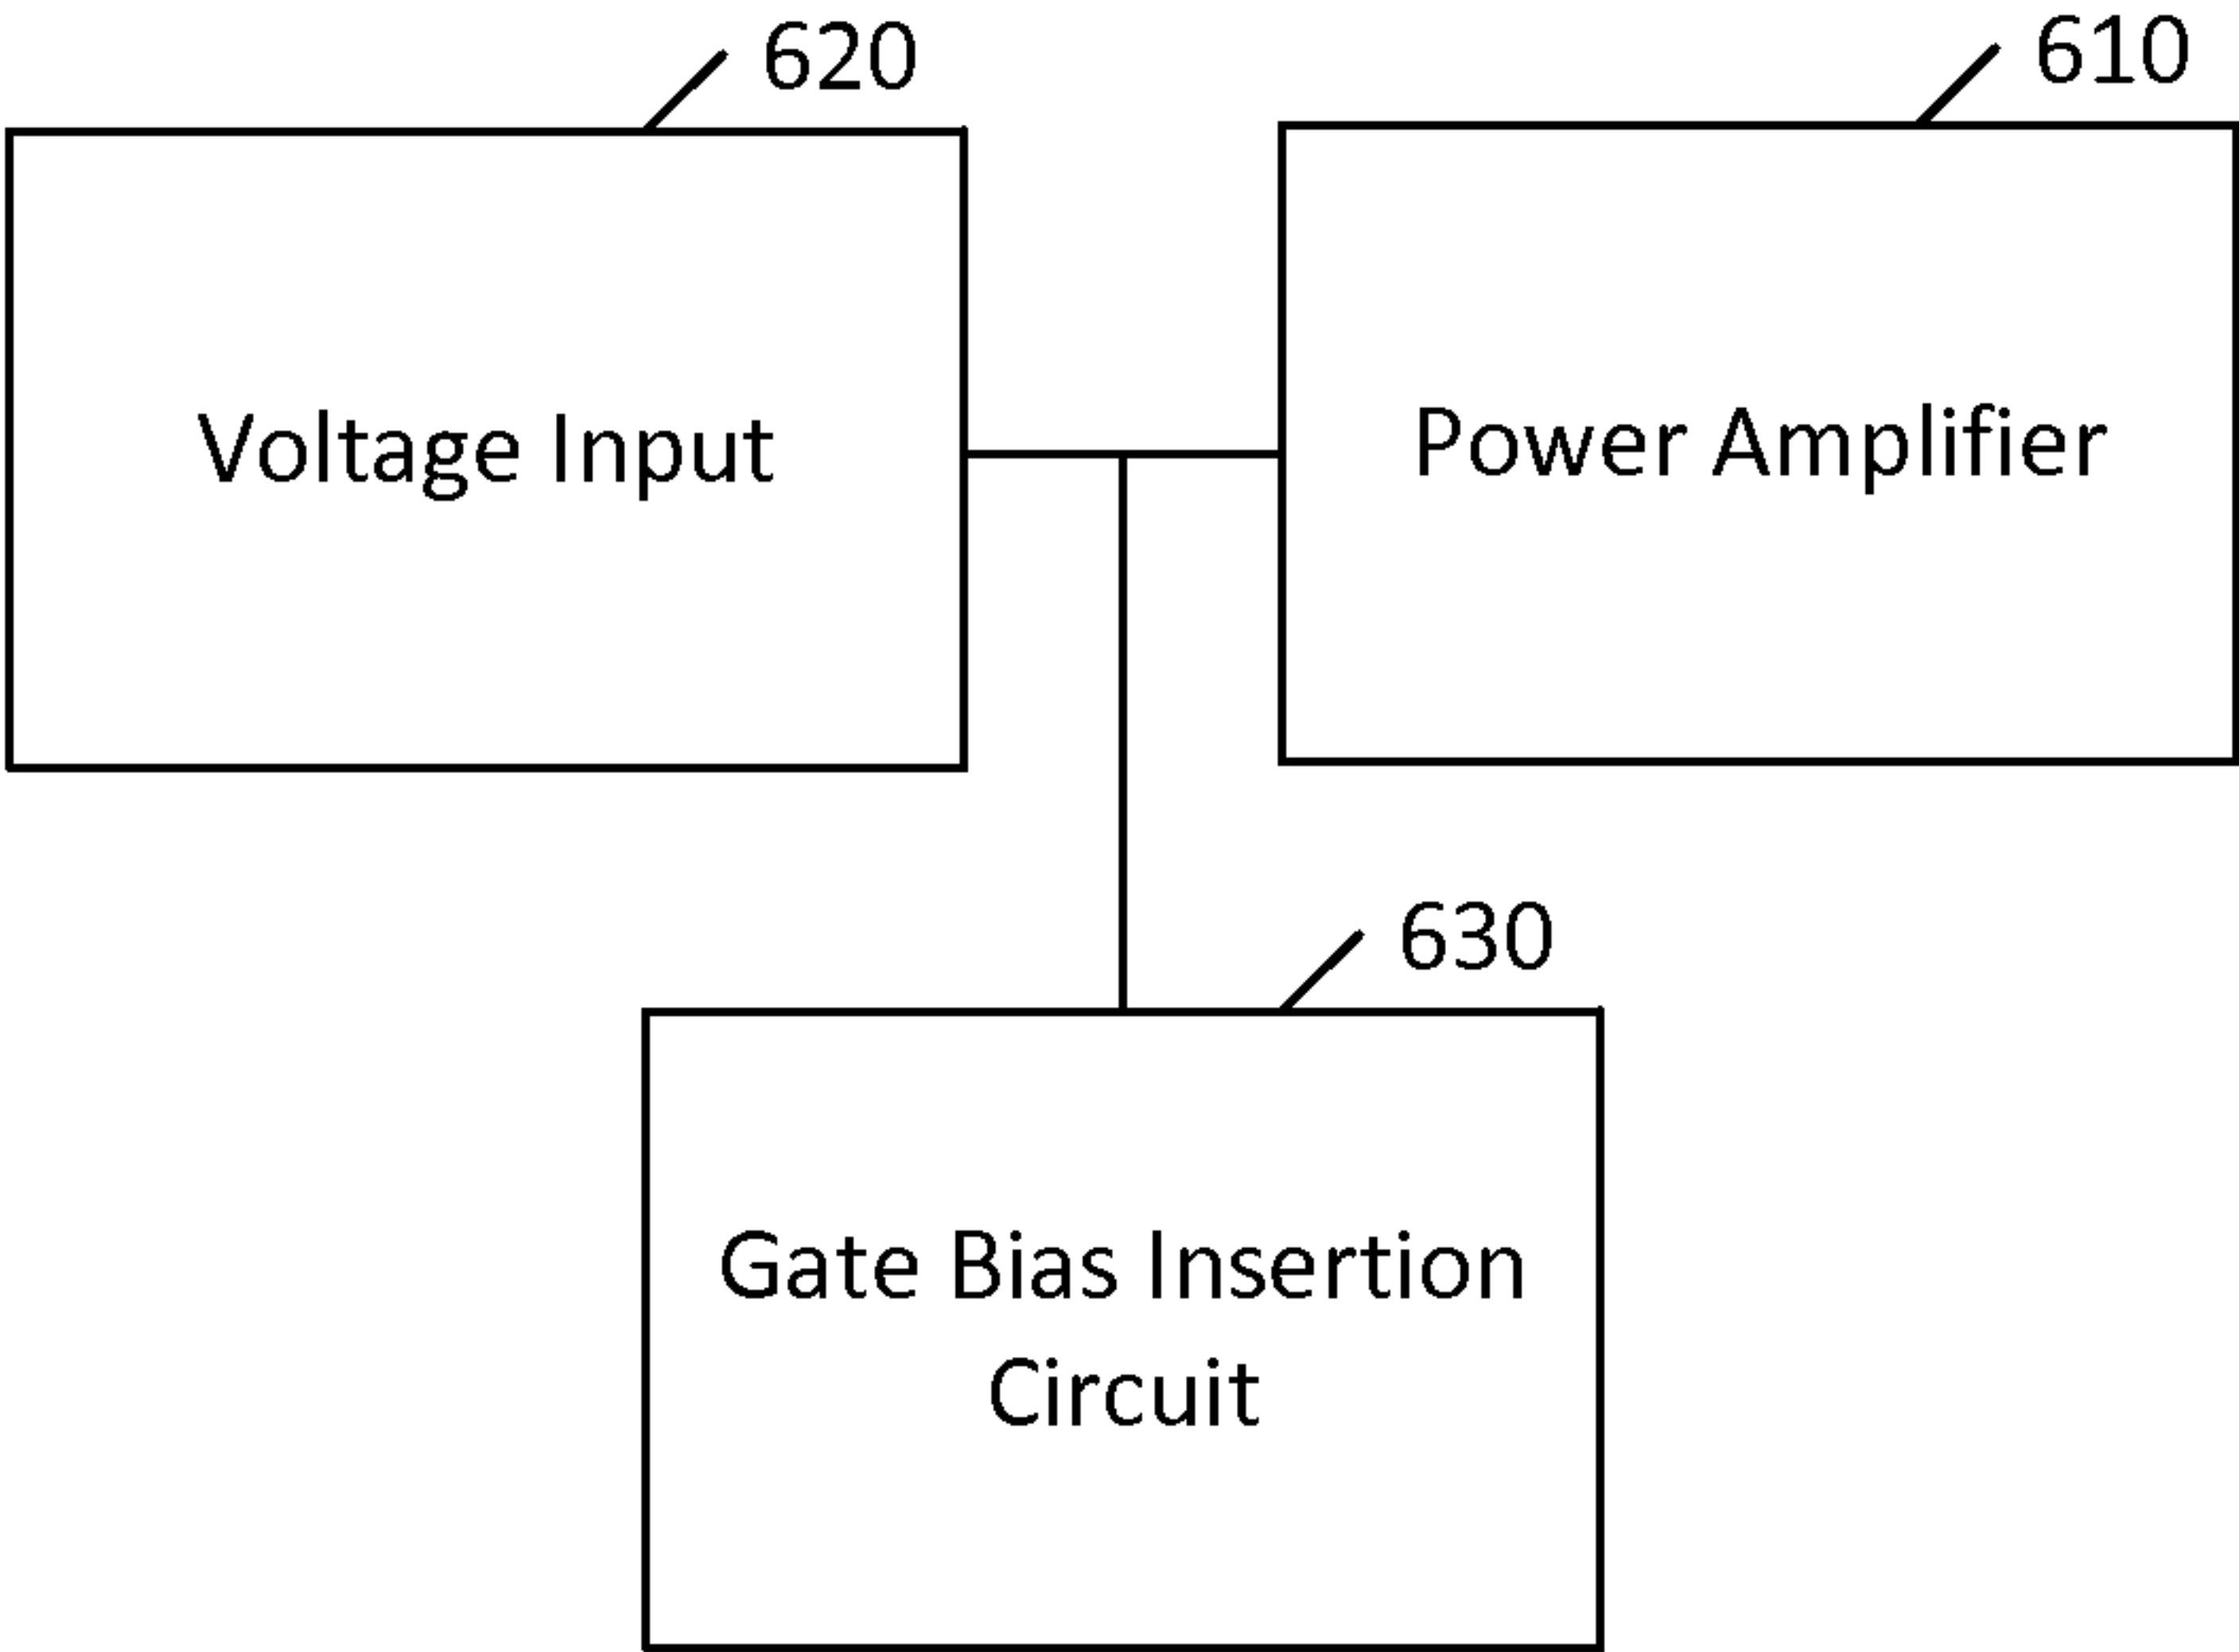 620
610
Voltage Input
Power Amplifier
630
Gate Bias Insertion
Circuit